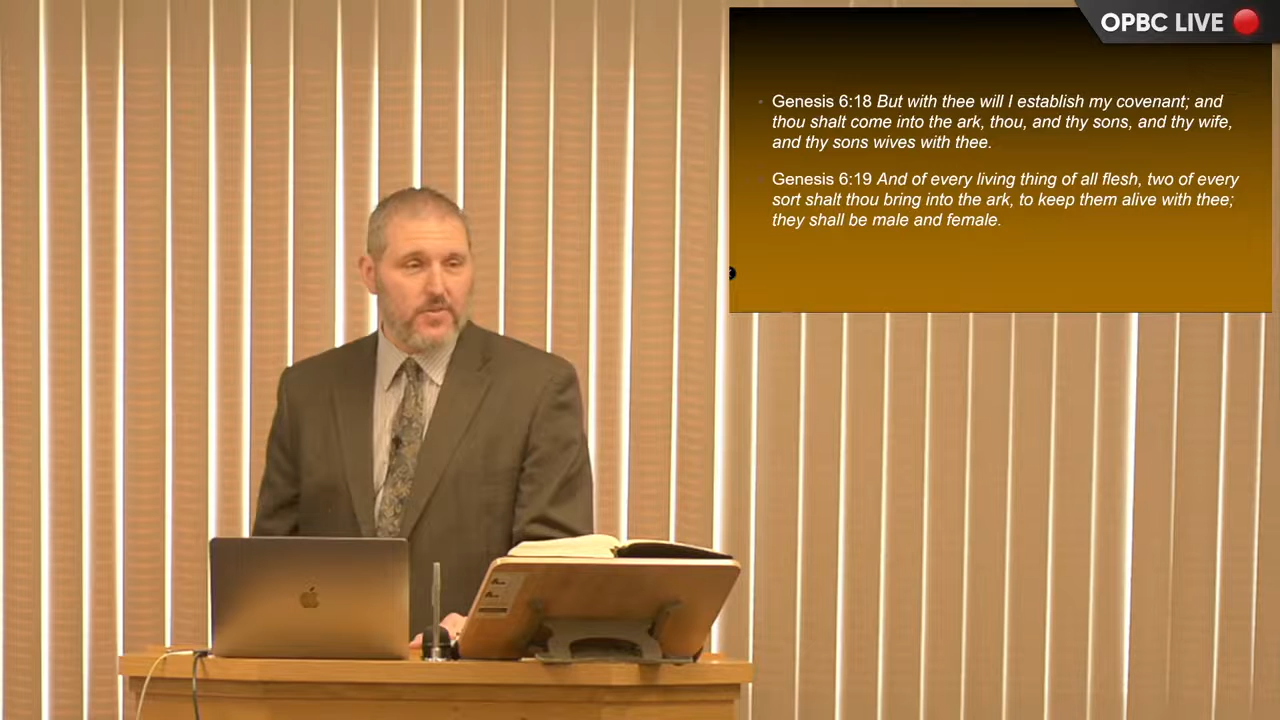 OPBC LIVE
Genesis 6:18 But with thee will I establish my covenant; and
thou shalt come into the ark, thou, and thy sons, and thy wife,
and thy sons wives with thee.
Genesis 6:19 And of every living thing of all flesh, two of every
sort shalt thou bring into the ark, to keep them alive with thee;
they shall be male and female.